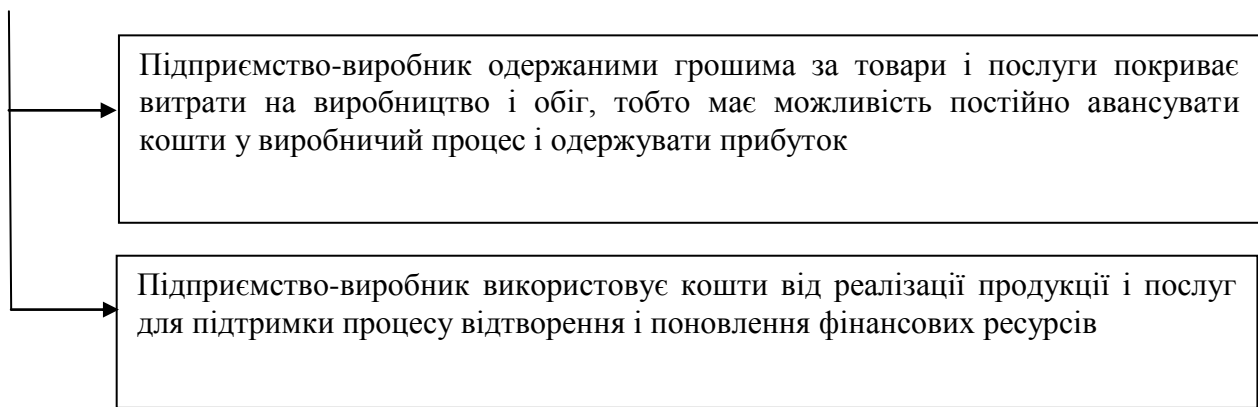 Підприємство-виробник одержаними грошима за товари і послуги покриває
витрати на виробництво і обіг, тобто має можливість постійно авансувати
кошти у виробничий процес і одержувати прибуток
Підприємство-виробник використовує кошти від реалізації продукції і послуг
для підтримки процесу відтворення і поновлення фінансових ресурсів